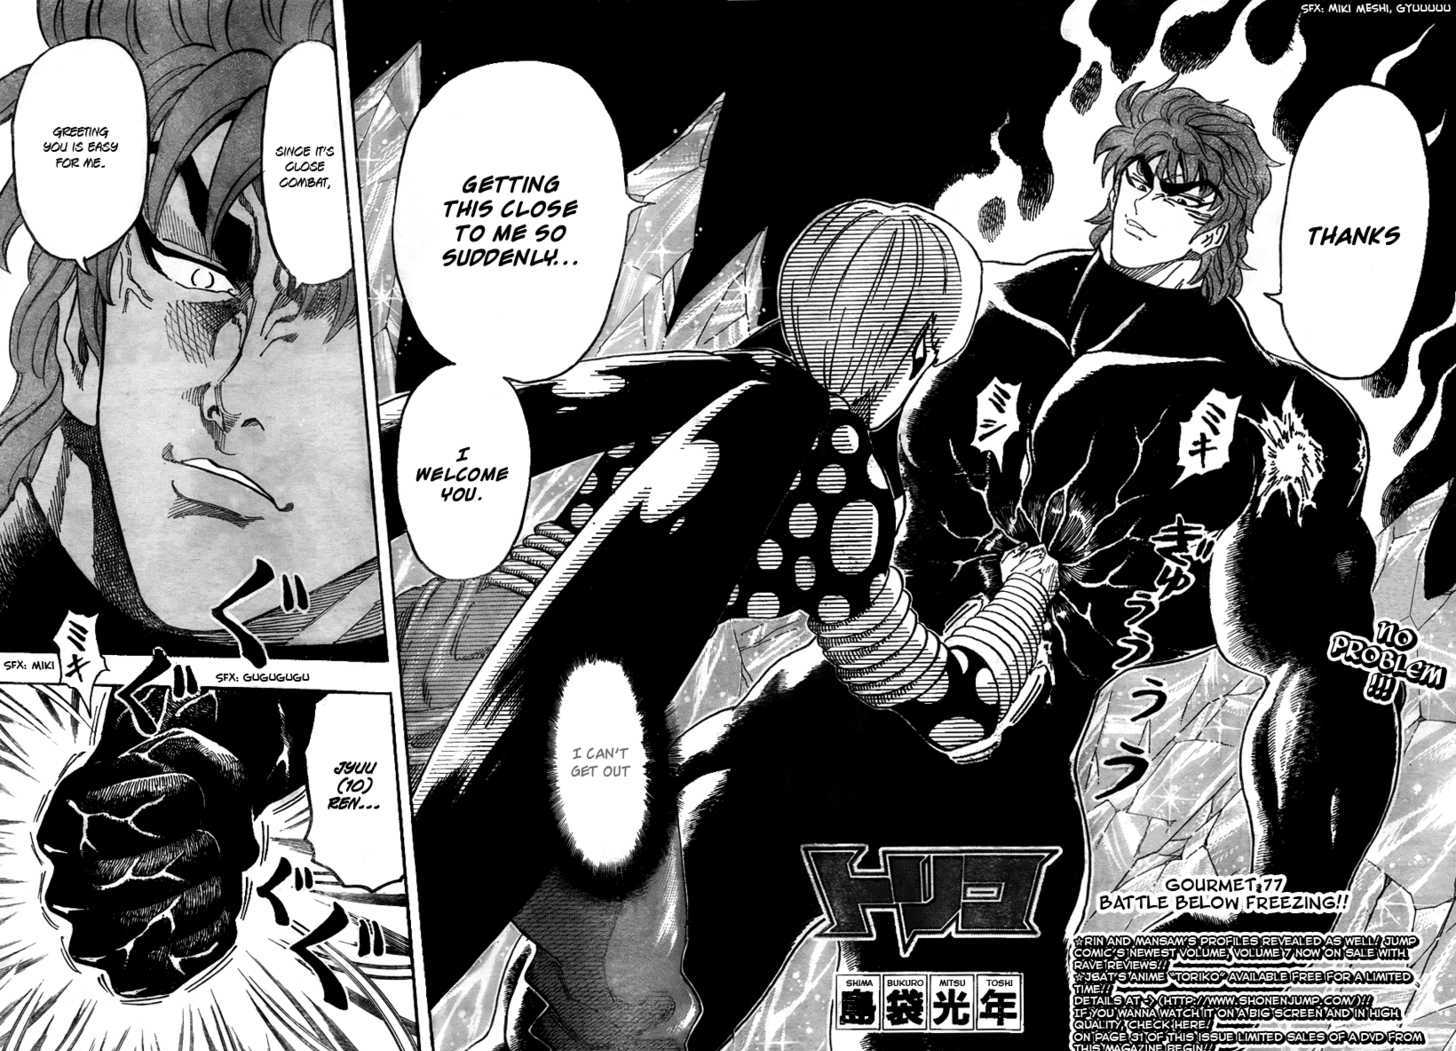 SFX: MIKI MESHI, GYUUUUU
THANKS
GETTING
THIS CLOSE
TO ME SO
SUDDENLY...
I
WELCOME
YOU.
ミシ
ミキ
ぎゅううううう
NO
PROBLEM
!!!
I CAN'T
GET OUT
トリコ
SHIMA BUKURO MITSU TOSHI
島袋光年
GOURMET 77
BATTLE BELOW FREEZING!!
☆RIN AND MANSAM'S PROFILES REVEALED AS WELL! JUMP
COMIC'S NEWEST VOLUME, VOLUME 7 NOW ON SALE WITH
RAVE REVIEWS!!
☆JSAT'S ANIME "TORIKO" AVAILABLE FREE FOR A LIMITED
TIME!!
DETAILS AT -> (HTTP://WWW.SHONENJUMP.COM/)!!
IF YOU WANNA WATCH IT ON A BIG SCREEN AND IN HIGH
QUALITY, CHECK HERE!
ON PAGE 31 OF THIS ISSUE LIMITED SALES OF A DVD FROM
THIS MAGAZINE BEGIN!!
SINCE IT'S
CLOSE
COMBAT,
GREETING
YOU IS EASY
FOR ME.
ぐ"
SFX: MIKI
ミキ
SFX: GUGUGUGU
ぐ"
ぐ"
ぐ"
JYUU
(10)
REN...